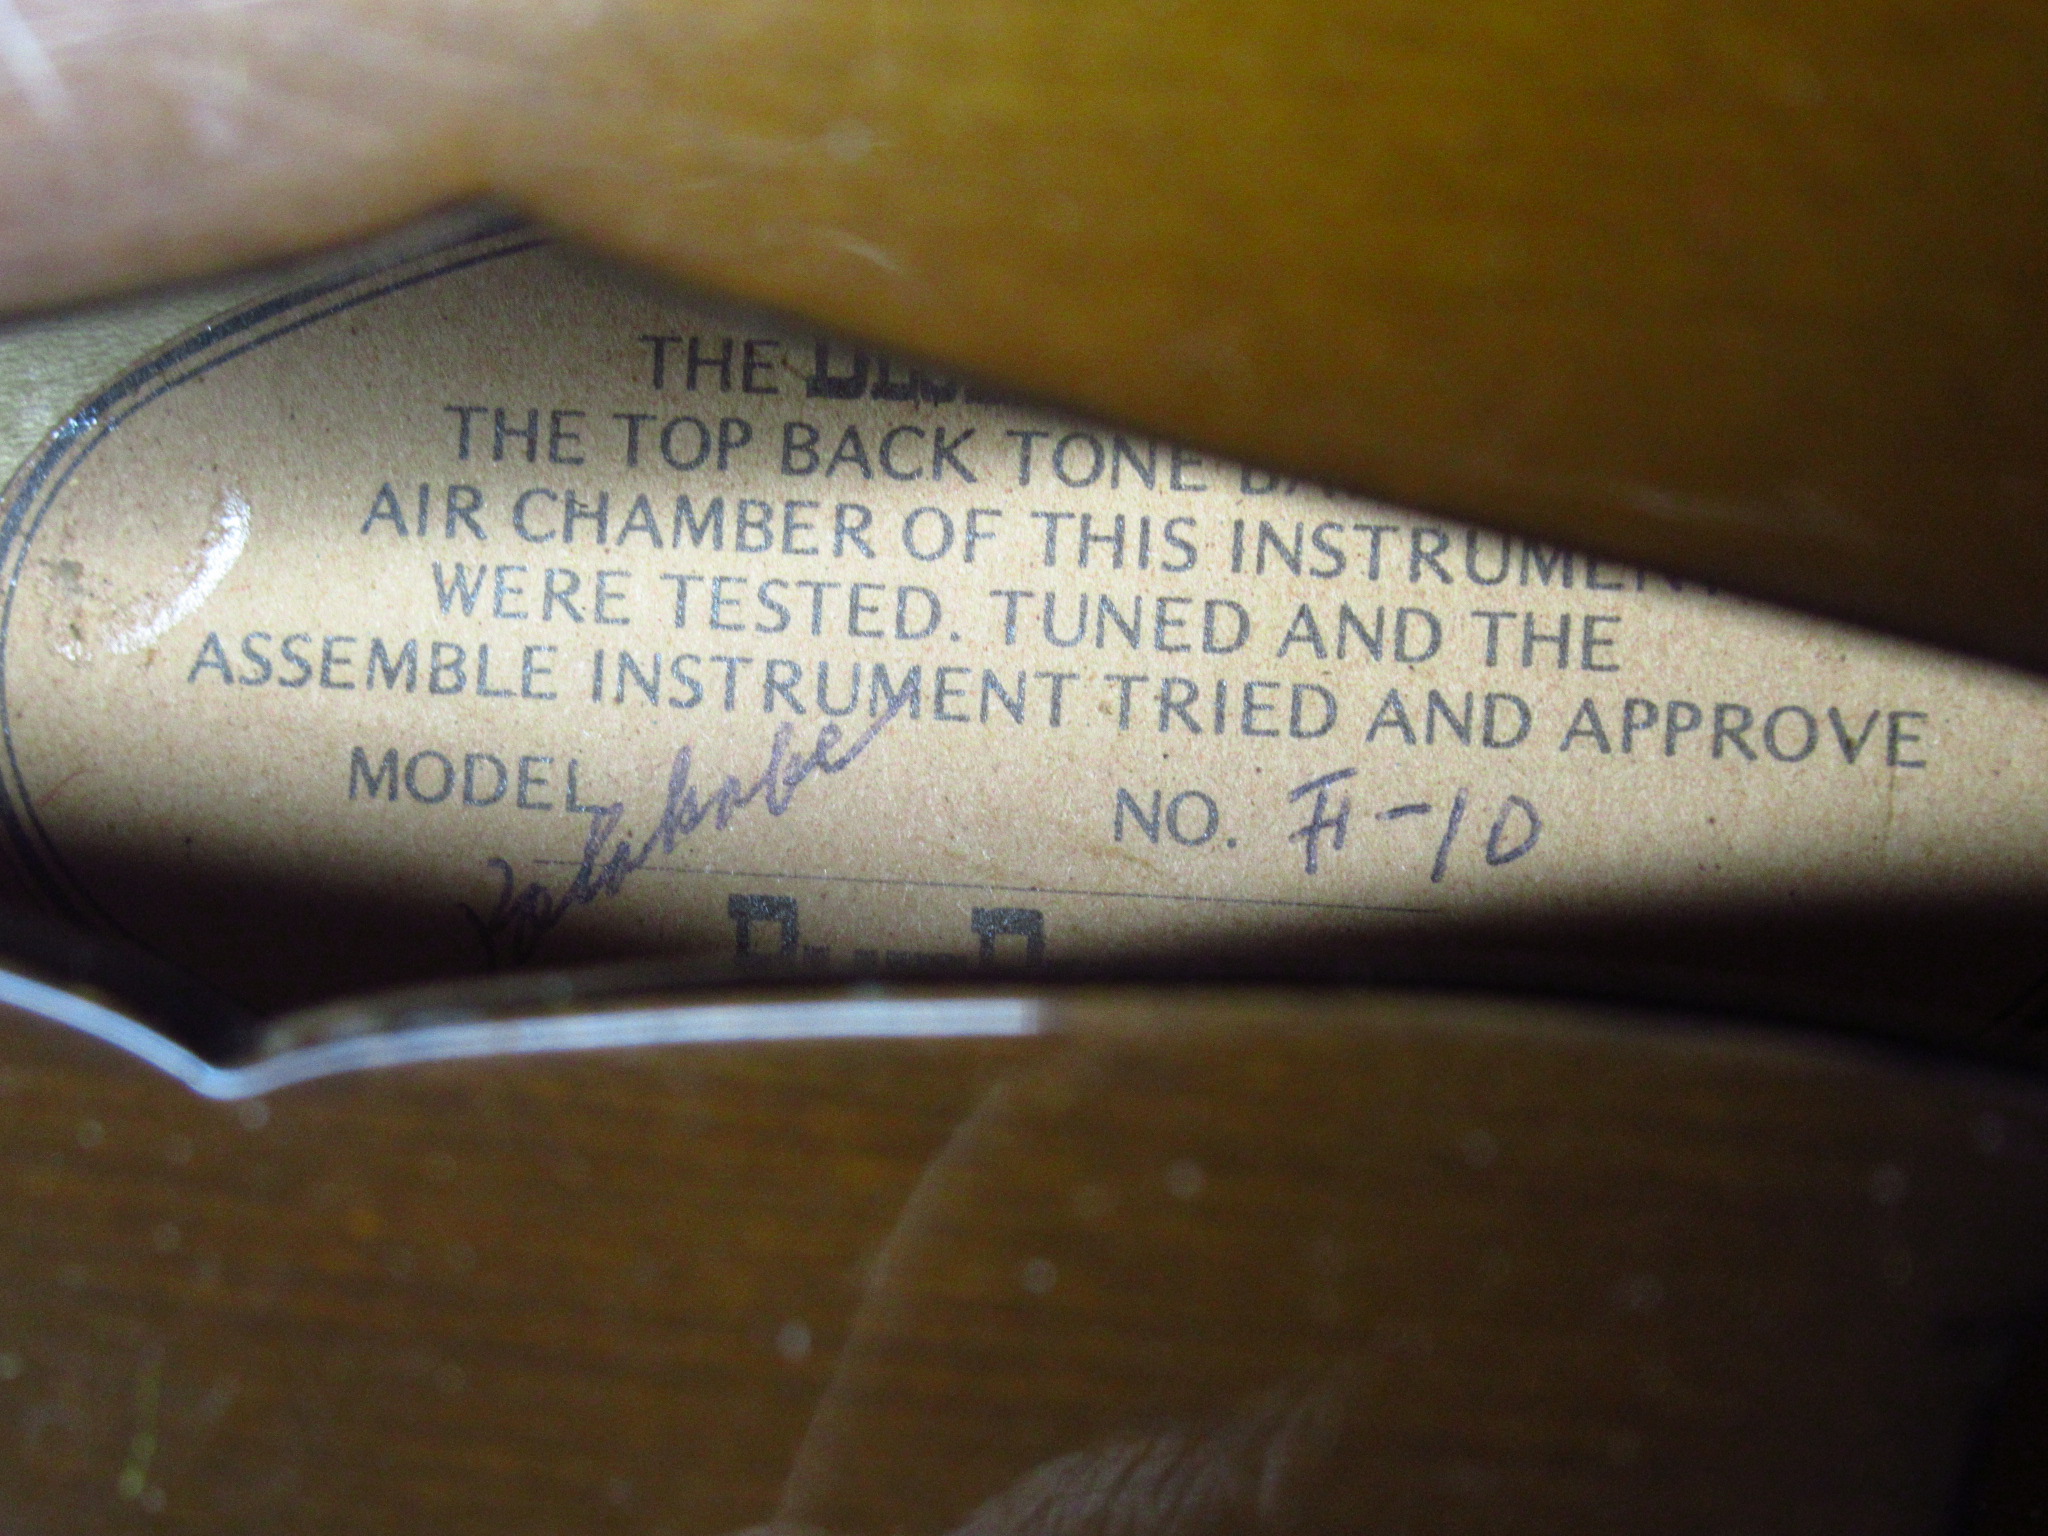 THE
THE TOP BACK TONE
AIR CHAMBER OF THIS INSTRUMENT
WERE TESTED. TUNED AND THE
ASSEMBLE INSTRUMENT TRIED AND APPROVE
MODEL NO. F-10